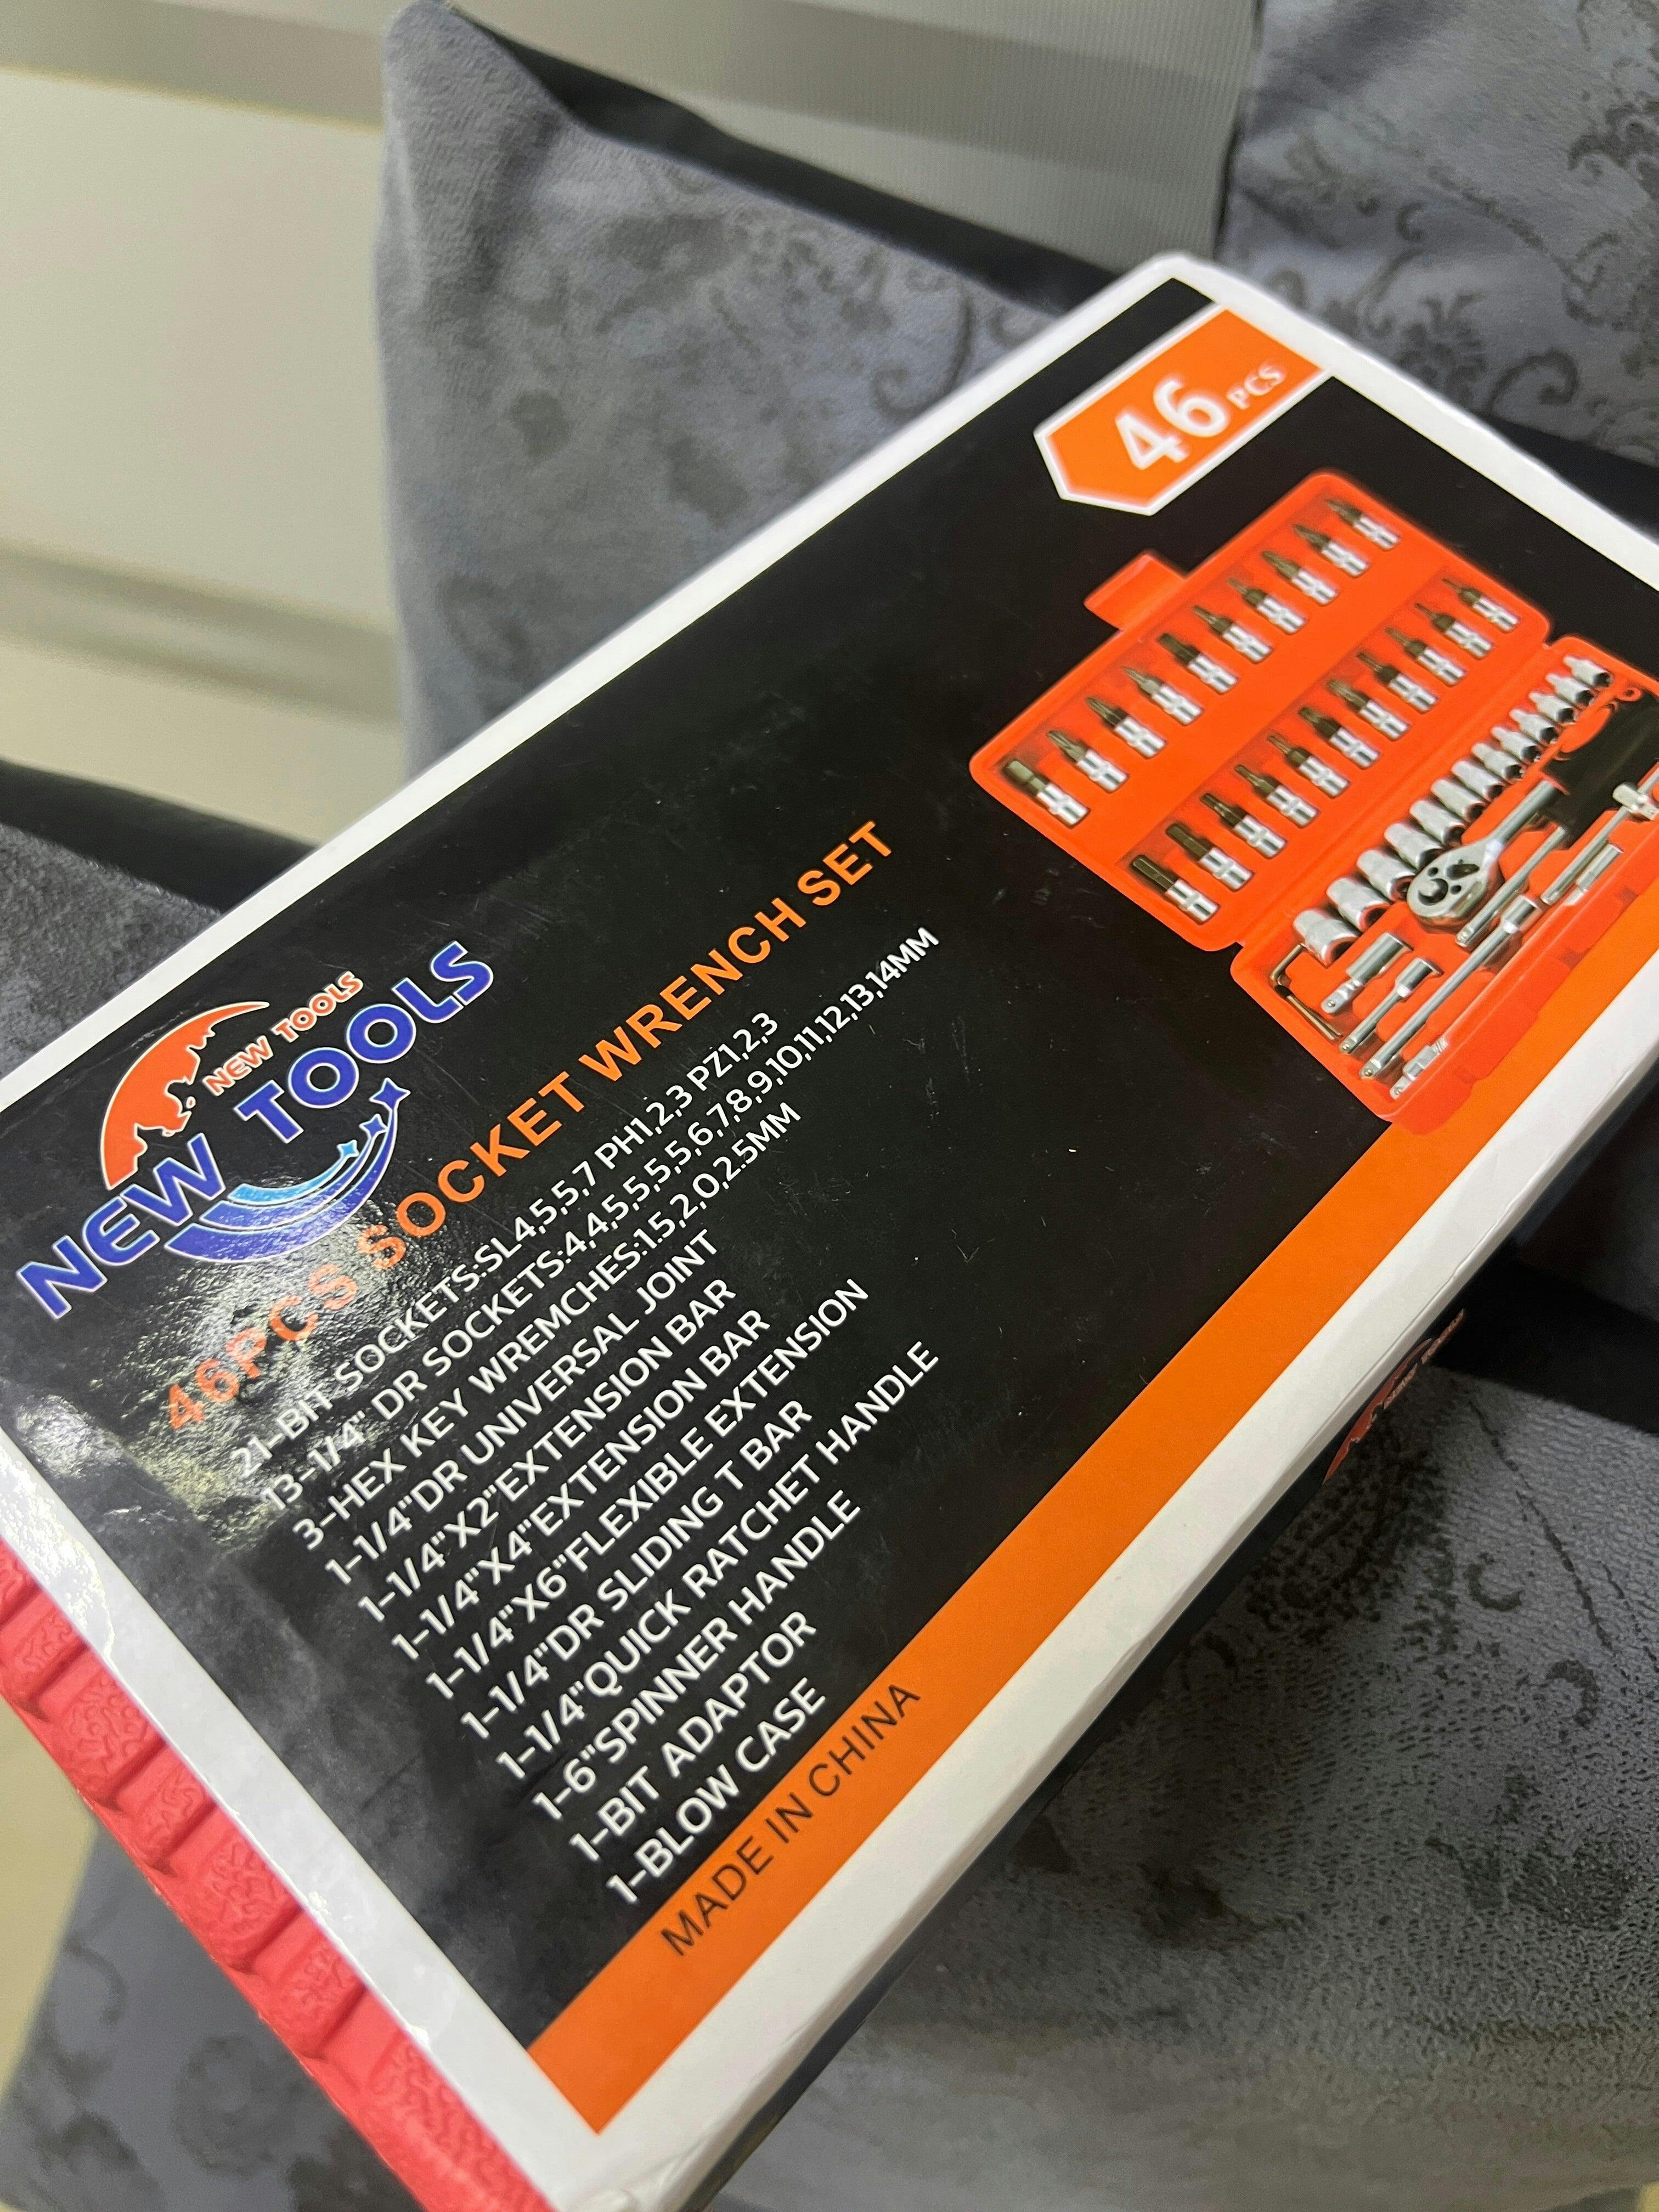 46 PCS
NEW TOOLS
NEW TOOLS
46PCS SOCKET WRENCH SET
21-BIT SOCKETS:SL4,5,5,7 PH1,2,3 PZ1,2,3
13-1/4" DR SOCKETS:4,4,5,5,5,5,6,7,8,9,10,11,12,13,14MM
3-HEX KEY WREMCHES:1.5,2,0,2.5MM
1-1/4"DR UNIVERSAL JOINT
1-1/4"X2"EXTENSION BAR
1-1/4"X4"EXTENSION BAR
1-1/4"X6"FLEXIBLE EXTENSION
1-1/4"DR SLIDING T BAR
1-1/4"QUICK RATCHET HANDLE
1-6"SPINNER HANDLE
1-BIT ADAPTOR
1-BLOW CASE
MADE IN CHINA